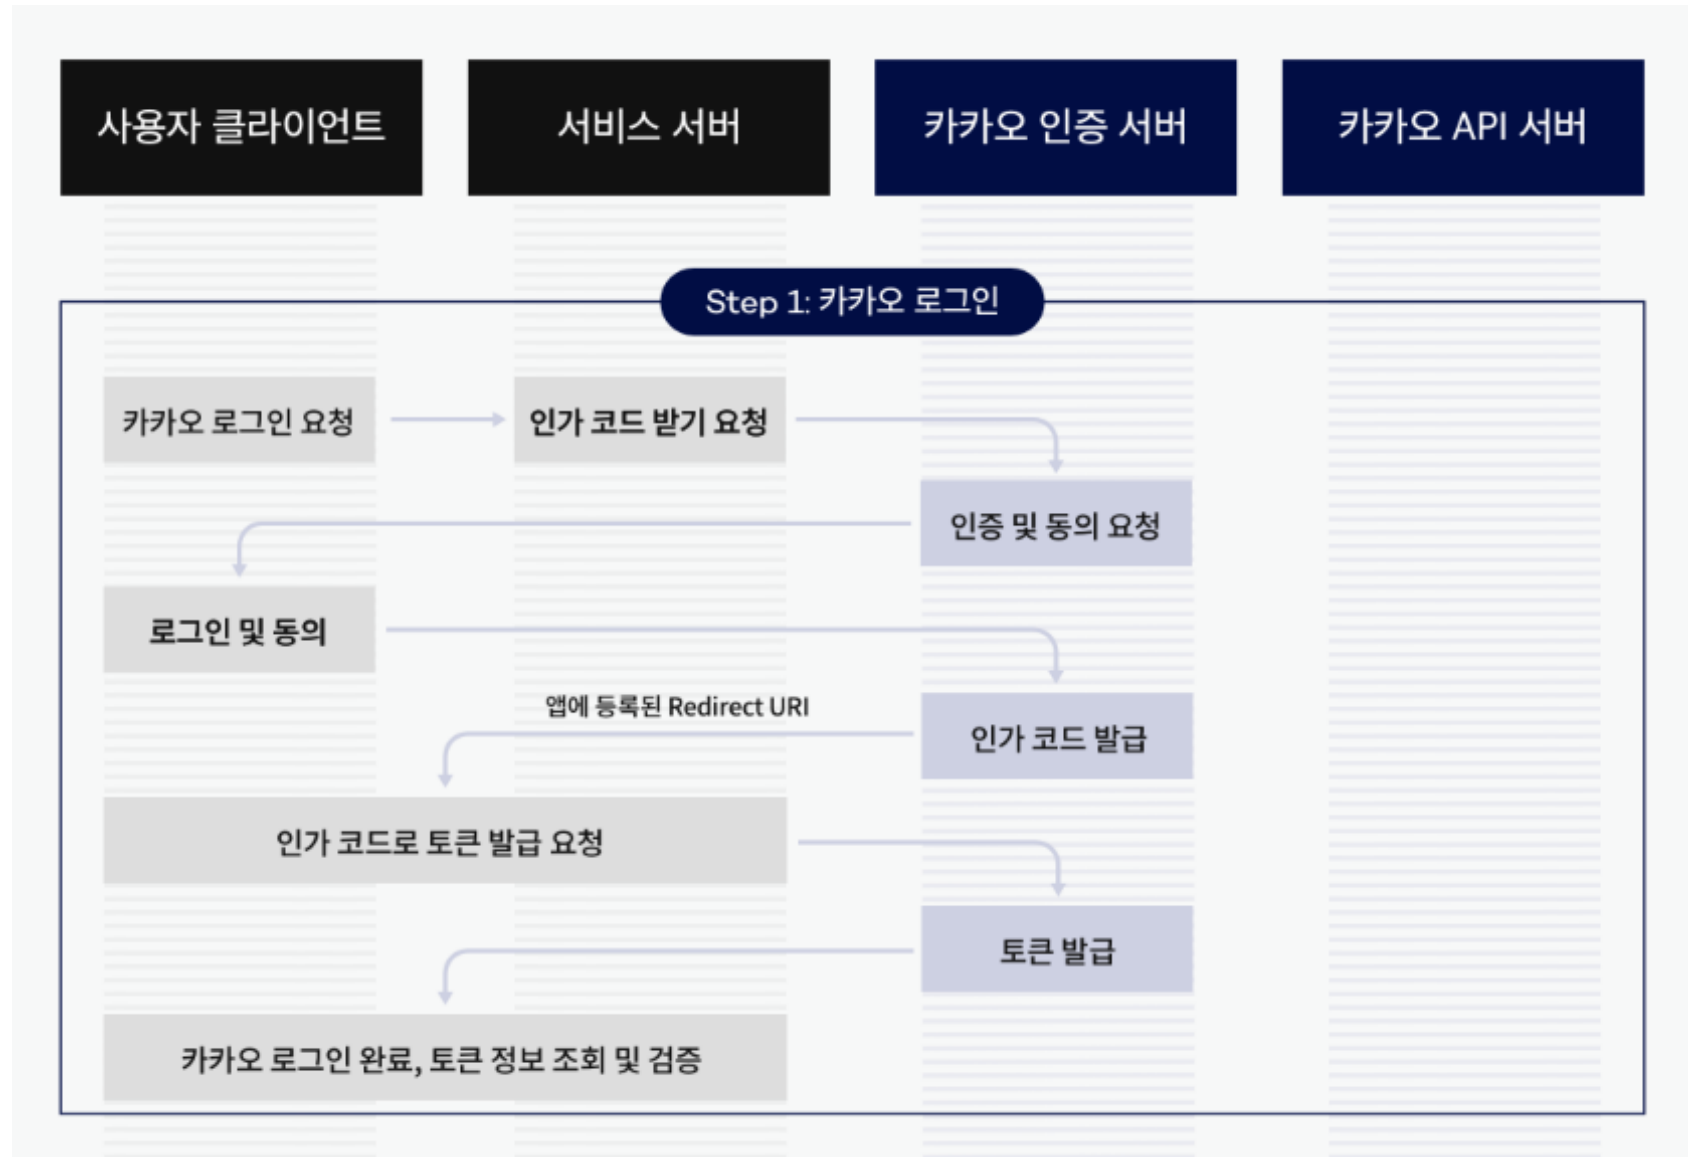 사용자 클라이언트
서비스 서버
카카오 인증 서버
카카오 API 서버
Step 1: 카카오 로그인
카카오 로그인 요청
인가 코드 받기 요청
인증 및 동의 요청
로그인 및 동의
앱에 등록된 Redirect URI
인가 코드 발급
인가 코드로 토큰 발급 요청
토큰 발급
카카오 로그인 완료, 토큰 정보 조회 및 검증